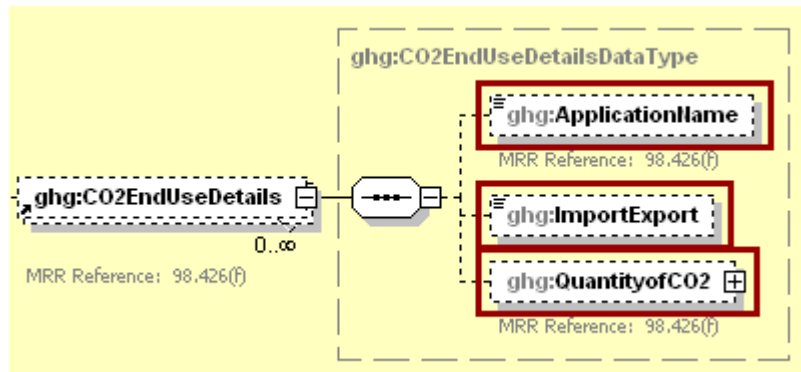 ghg:CO2EndUseDetailsDataType
ghg:ApplicationName
MRR Reference: 98.426(f)
ghg:CO2EndUseDetails
0..∞
MRR Reference: 98.426(f)
ghg:ImportExport
ghg:QuantityofCO2
MRR Reference: 98.426(f)